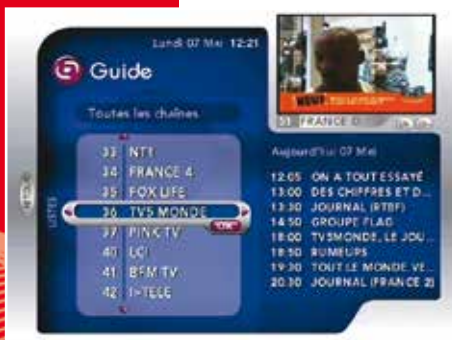 Lundi 07 Mai 12:21
Guide
Toutes les chaînes
33 NT1
34 FRANCE 4
35 FOX LIFE
36 TV5 MONDE
OK
37 PINK TV
40 LCI
41 BFM TV
42 I>TELE
LISTES
FRANCE O
Aujourd'hui 07 Mai
12:05 ON A TOUT ESSAYÉ
13:00 DES CHIFFRES ET D...
13:30 JOURNAL (RTBF)
14:50 GROUPE FLAG
18:00 TV5MONDE, LE JOU...
18:50 RUMEURS
19:30 TOUT LE MONDE VE...
20:30 JOURNAL (FRANCE 2)